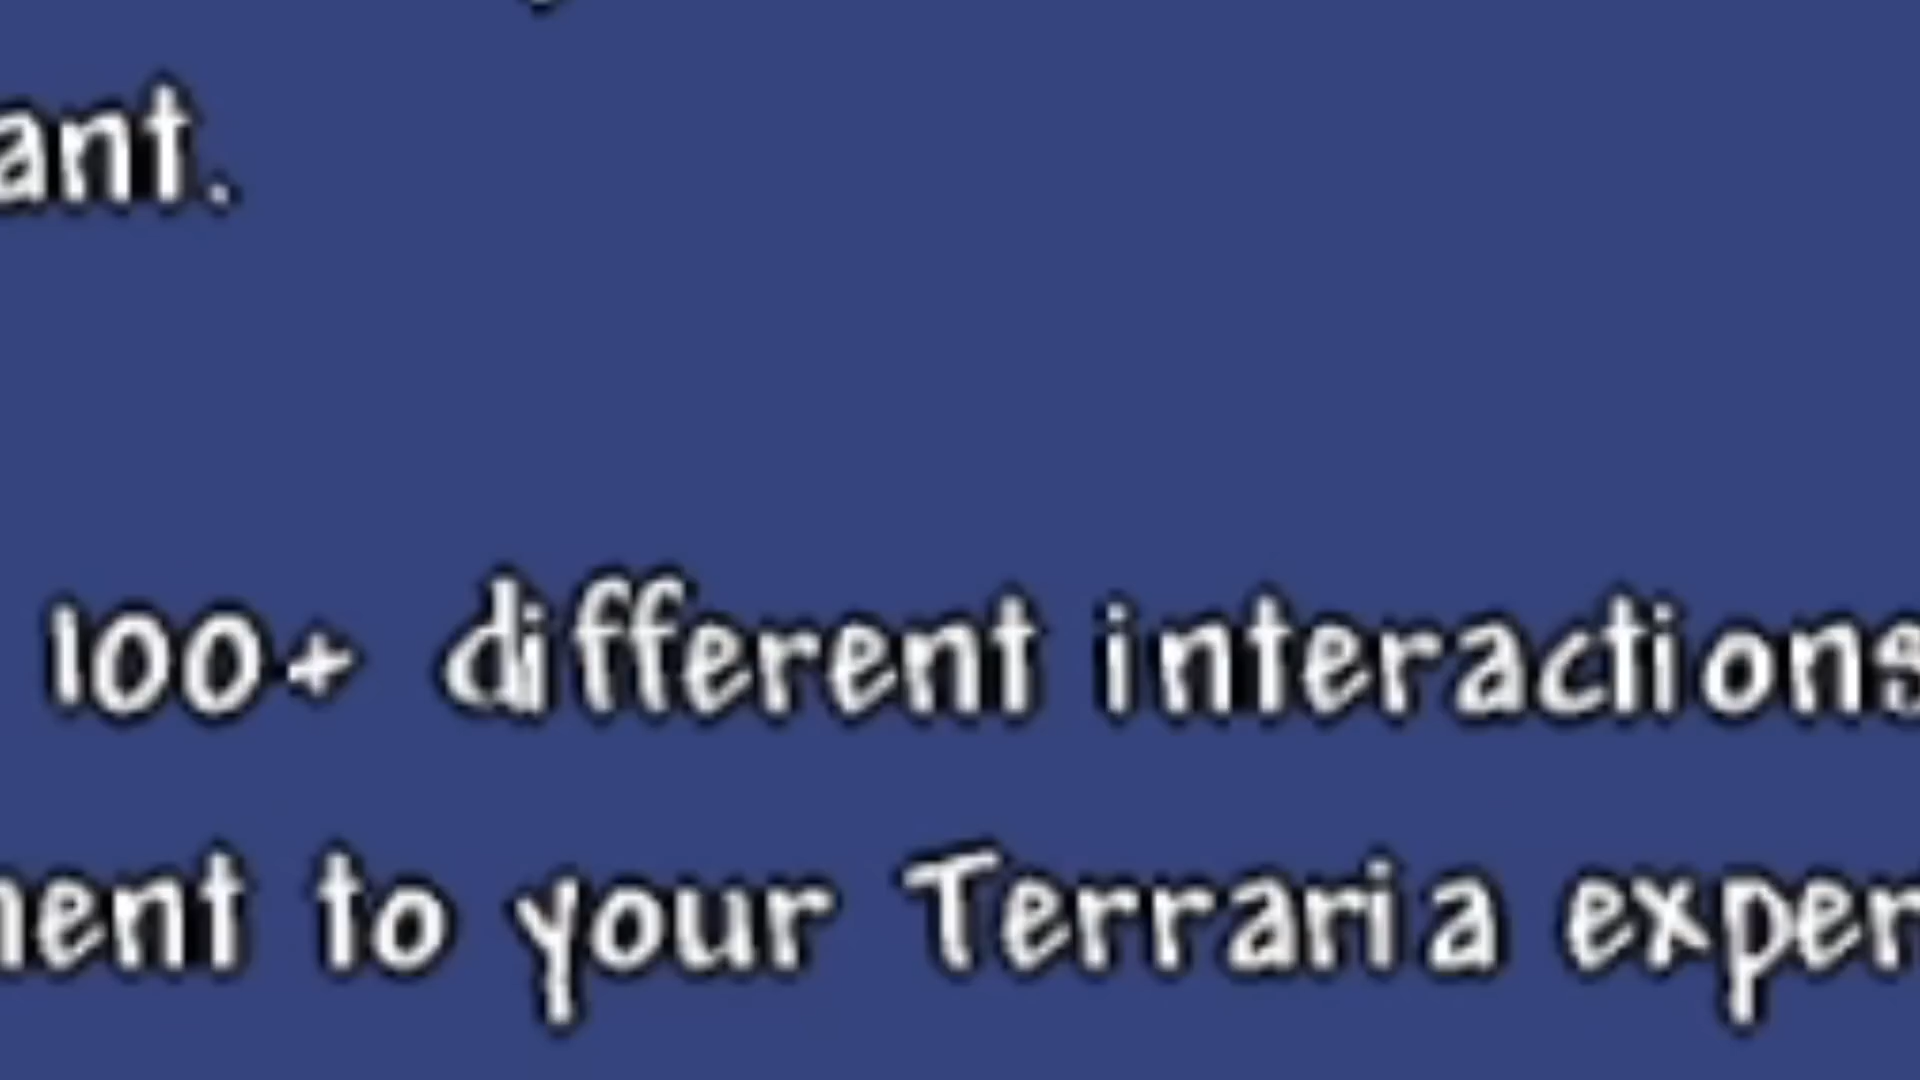 ant.
100+ different interactions
ment to your Terraria exper